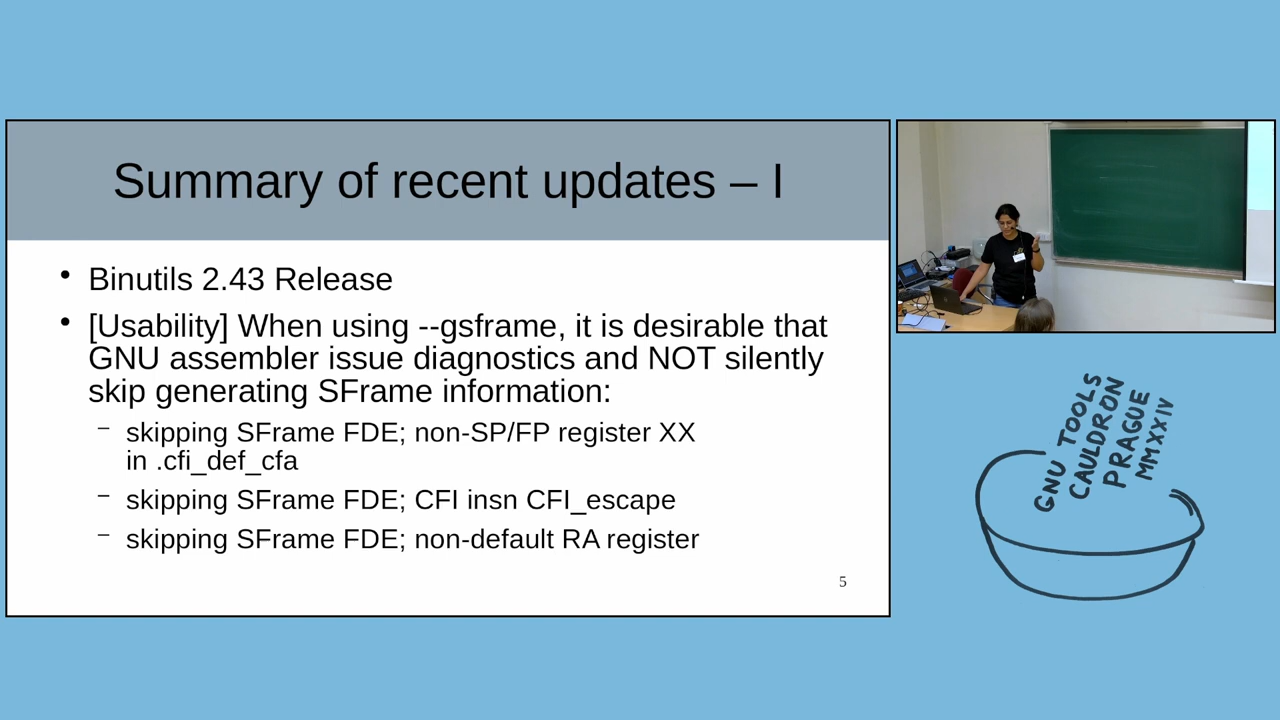 Summary of recent updates – I
• Binutils 2.43 Release
• [Usability] When using --gsframe, it is desirable that
GNU assembler issue diagnostics and NOT silently
skip generating SFrame information:
– skipping SFrame FDE; non-SP/FP register XX
in .cfi_def_cfa
– skipping SFrame FDE; CFI insn CFI_escape
– skipping SFrame FDE; non-default RA register
5
GNU TOOLS
CAULDRON
PRAGUE
MMXXIV